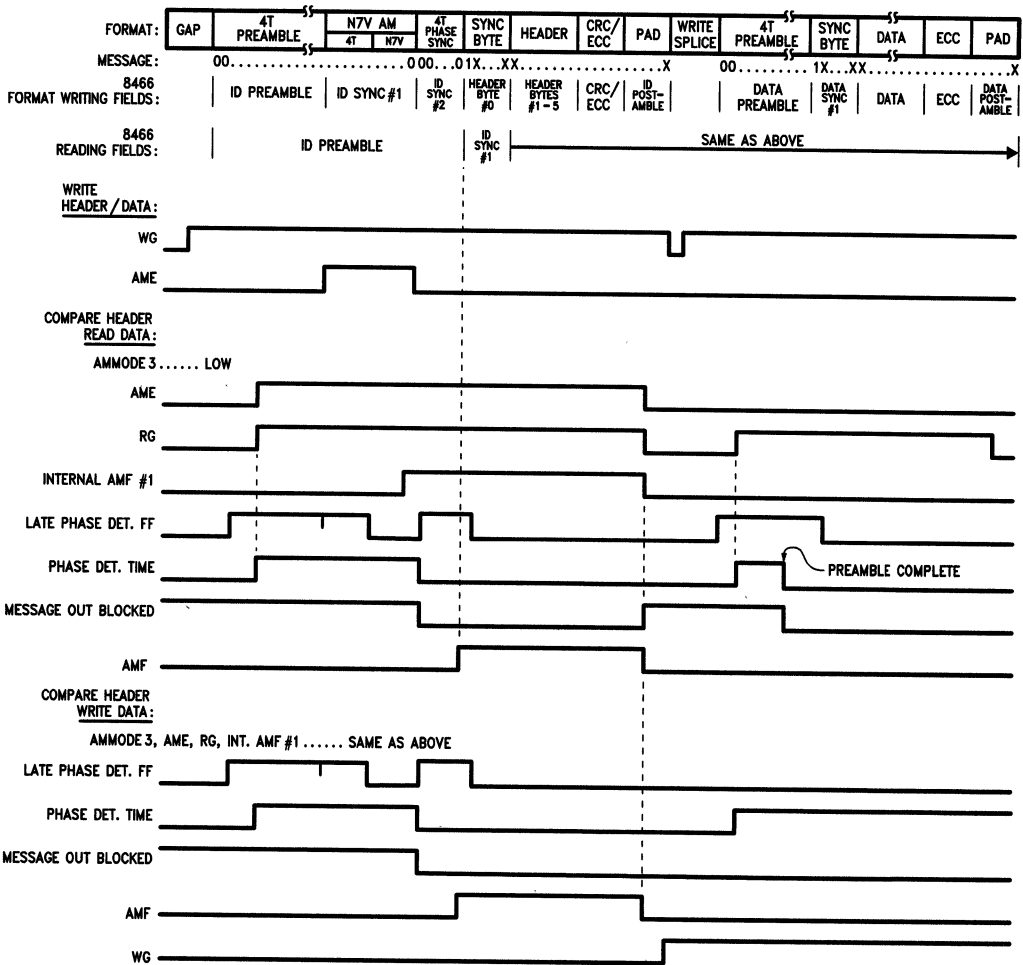 FORMAT: GAP 4T PREAMBLE N7V AM 4T N7V 4T PHASE SYNC SYNC BYTE HEADER CRC/ECC PAD WRITE SPLICE 4T PREAMBLE SYNC BYTE DATA ECC PAD
MESSAGE: 00......................................0 000...01X...XX..............................X 00..........1X...XX.....................X
8466
FORMAT WRITING FIELDS: ID PREAMBLE ID SYNC #1 ID SYNC #2 HEADER BYTE #0 HEADER BYTES #1-5 CRC/ECC ID POST-AMBLE DATA PREAMBLE DATA SYNC #1 DATA ECC DATA POST-AMBLE
8466
READING FIELDS: ID PREAMBLE ID SYNC #1 SAME AS ABOVE
WRITE
HEADER/DATA:
WG
AME
COMPARE HEADER
READ DATA:
AMMODE 3 ...... LOW
AME
RG
INTERNAL AMF #1
LATE PHASE DET. FF
PHASE DET. TIME
PREAMBLE COMPLETE
MESSAGE OUT BLOCKED
AMF
COMPARE HEADER
WRITE DATA:
AMMODE 3, AME, RG, INT. AMF #1 ...... SAME AS ABOVE
LATE PHASE DET. FF
PHASE DET. TIME
MESSAGE OUT BLOCKED
AMF
WG